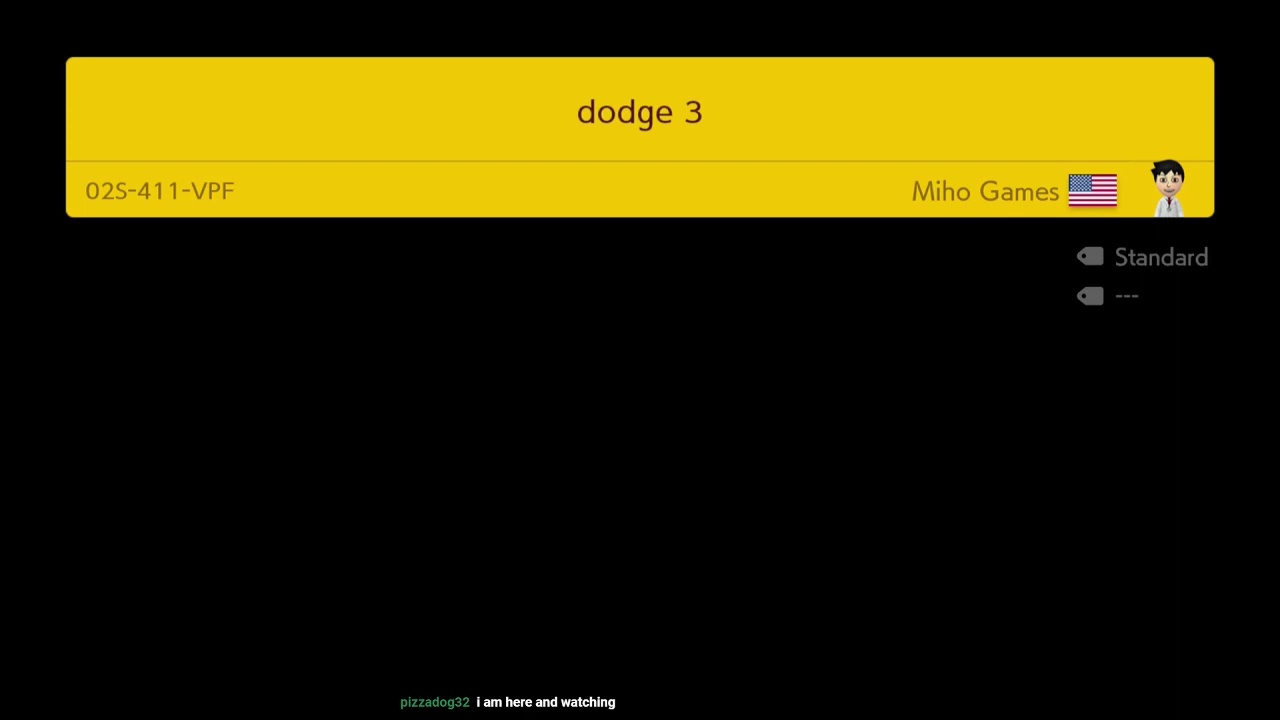 dodge 3
02S-411-VPF
Miho Games
Standard
---
pizzadog32 i am here and watching